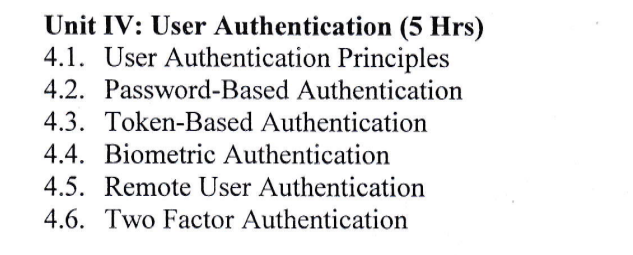 Unit IV: User Authentication (5 Hrs)
4.1. User Authentication Principles
4.2. Password-Based Authentication
4.3. Token-Based Authentication
4.4. Biometric Authentication
4.5. Remote User Authentication
4.6. Two Factor Authentication